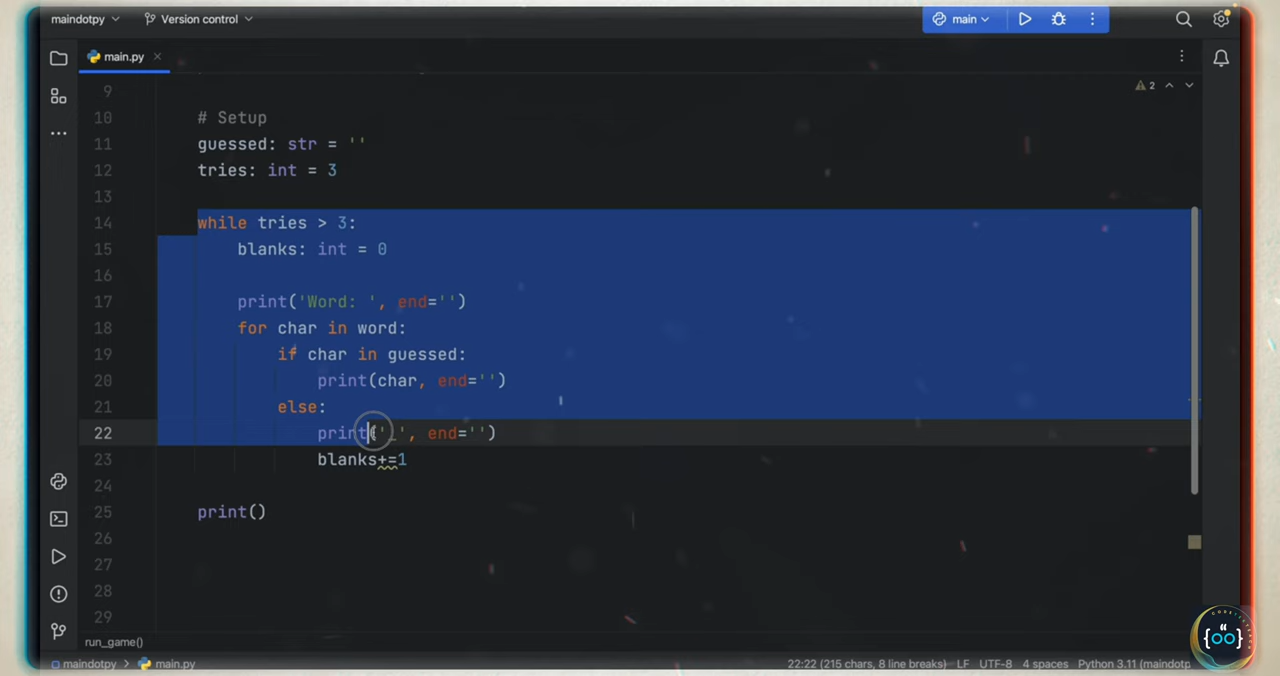 maindotpy Version control main
main.py
2
9
10 # Setup
11 guessed: str = ''
12 tries: int = 3
13
14 while tries > 3:
15 blanks: int = 0
16
17 print('Word: ', end='')
18 for char in word:
19 if char in guessed:
20 print(char, end='')
21 else:
22 print('_', end='')
23 blanks+=1
24
25 print()
26
27
28
29
run_game()
maindotpy > main.py 22:22 (215 chars, 8 line breaks) LF UTF-8 4 spaces Python 3.11 (maindotp